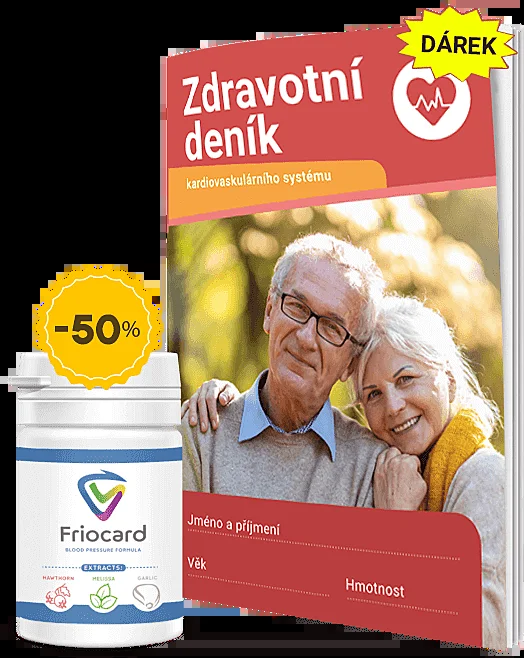 DÁREK
Zdravotní
deník
kardiovaskulárního systému
-50%
Friocard
BLOOD PRESSURE FORMULA
EXTRACTS:
HAWTHORN MELISSA GARLIC
Jméno a příjmení
Věk
Hmotnost